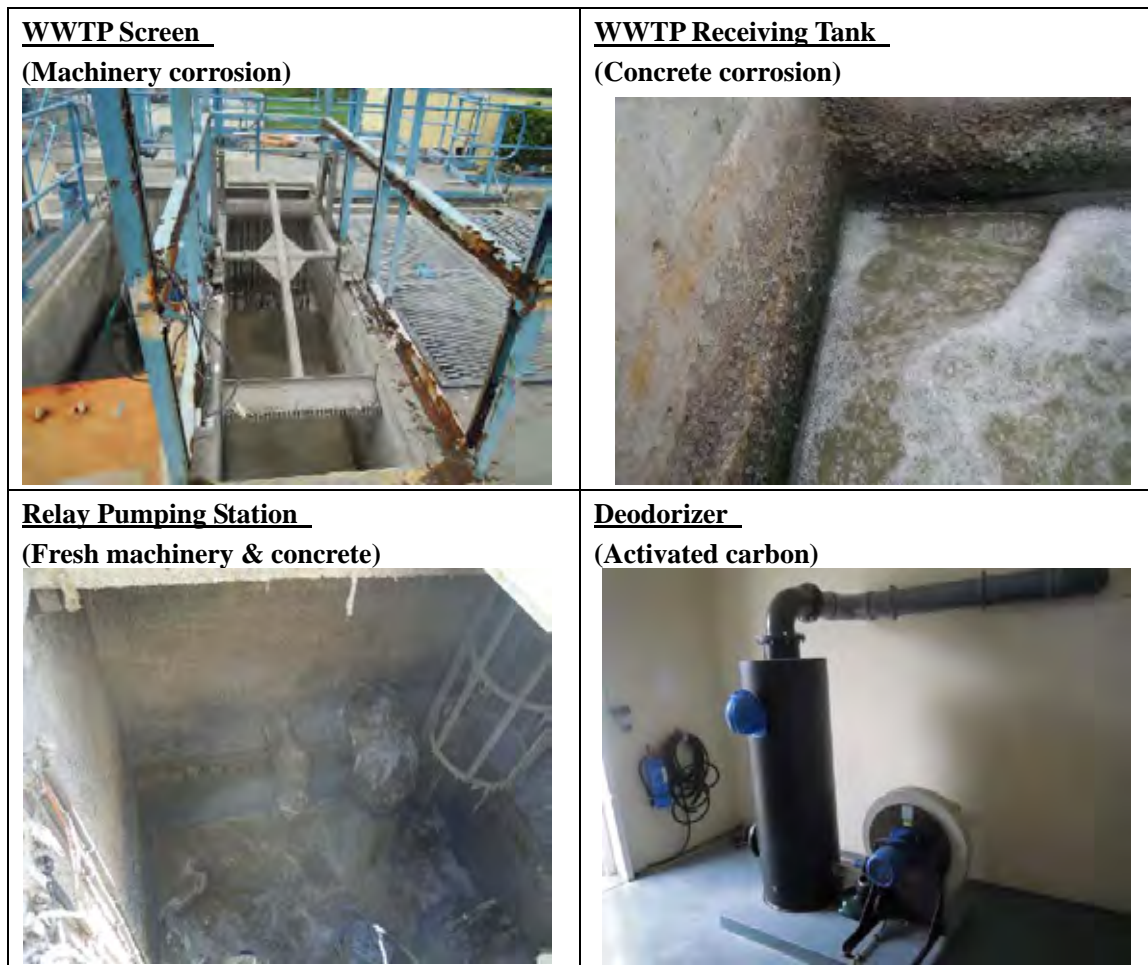 WWTP Screen
(Machinery corrosion)
WWTP Receiving Tank
(Concrete corrosion)
Relay Pumping Station
(Fresh machinery & concrete)
Deodorizer
(Activated carbon)